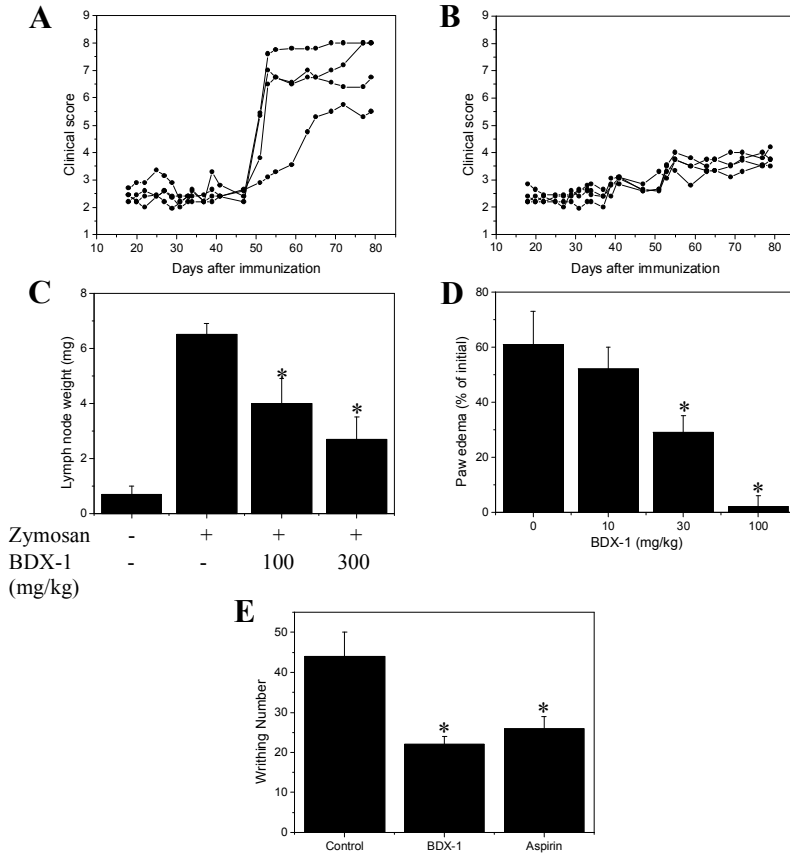 A
B
9
8
7
6
5
4
3
2
1
Clinical score
10 20 30 40 50 60 70 80
Days after immunization
9
8
7
6
5
4
3
2
1
Clinical score
10 20 30 40 50 60 70 80
Days after immunization
C
8
6
4
2
0
Lymph node weight (mg)
* *
Zymosan - + + +
BDX-1 - - 100 300
(mg/kg)
D
80
60
40
20
0
Paw edema (% of initial)
* *
0 10 30 100
BDX-1 (mg/kg)
E
50
40
30
20
10
0
Writhing Number
* *
Control BDX-1 Aspirin